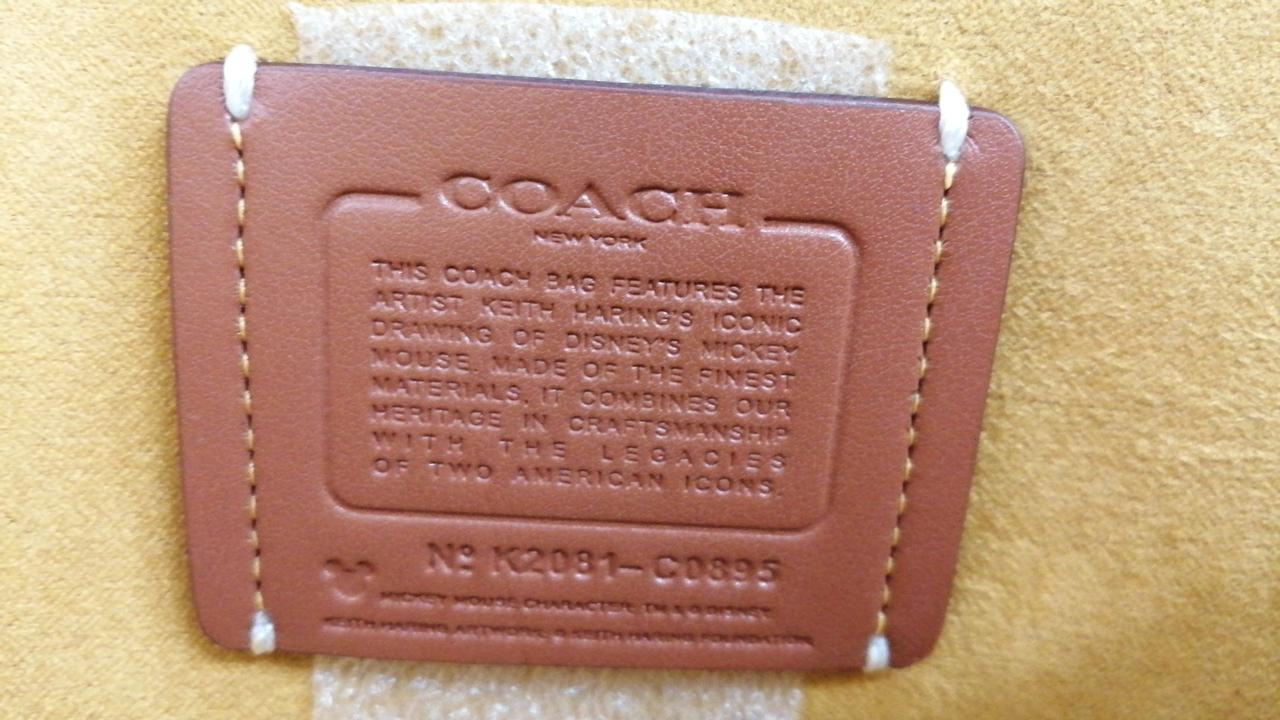 COACH
NEW YORK
THIS COACH BAG FEATURES THE
ARTIST KEITH HARING'S ICONIC
DRAWING OF DISNEY'S MICKEY
MOUSE. MADE OF THE FINEST
MATERIALS, IT COMBINES OUR
HERITAGE IN CRAFTSMANSHIP
WITH THE LEGACIES
OF TWO AMERICAN ICONS.
Nº K2081-C0895
MICKEY MOUSE CHARACTER, TM & © DISNEY
KEITH HARING ARTWORK, © KEITH HARING FOUNDATION